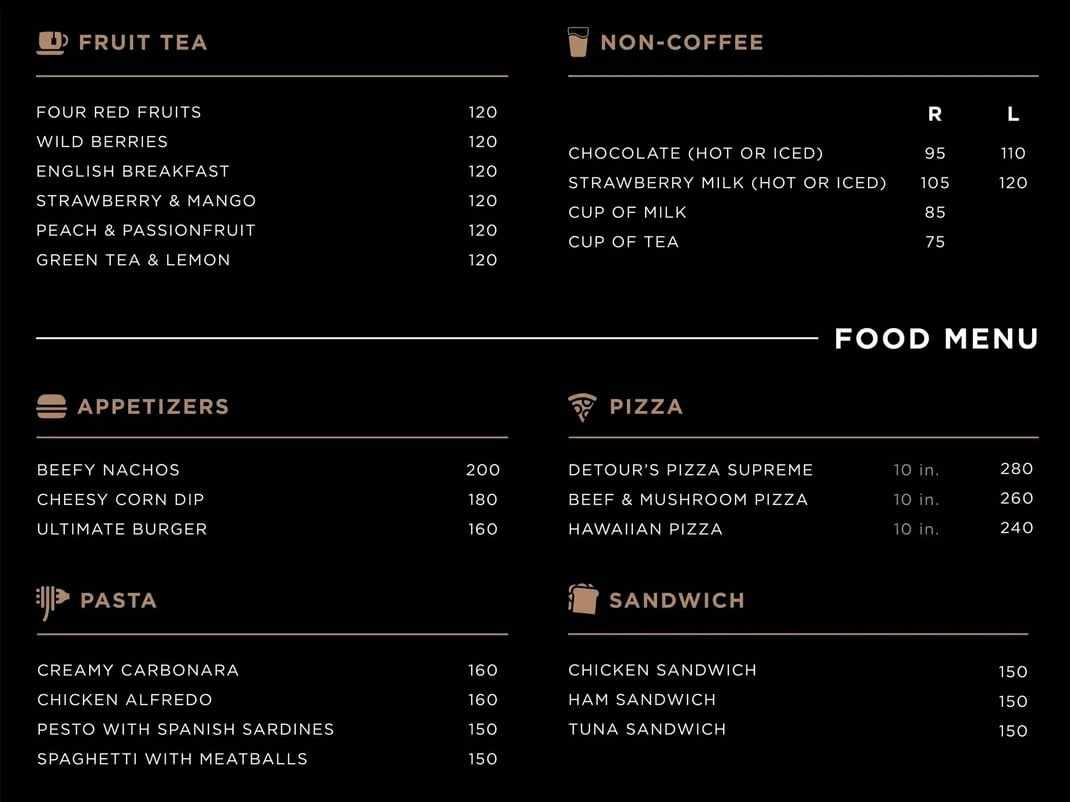 FRUIT TEA
FOUR RED FRUITS 120
WILD BERRIES 120
ENGLISH BREAKFAST 120
STRAWBERRY & MANGO 120
PEACH & PASSIONFRUIT 120
GREEN TEA & LEMON 120
NON-COFFEE
R L
CHOCOLATE (HOT OR ICED) 95 110
STRAWBERRY MILK (HOT OR ICED) 105 120
CUP OF MILK 85
CUP OF TEA 75
FOOD MENU
APPETIZERS
BEEFY NACHOS 200
CHEESY CORN DIP 180
ULTIMATE BURGER 160
PIZZA
DETOUR'S PIZZA SUPREME 10 in. 280
BEEF & MUSHROOM PIZZA 10 in. 260
HAWAIIAN PIZZA 10 in. 240
PASTA
CREAMY CARBONARA 160
CHICKEN ALFREDO 160
PESTO WITH SPANISH SARDINES 150
SPAGHETTI WITH MEATBALLS 150
SANDWICH
CHICKEN SANDWICH 150
HAM SANDWICH 150
TUNA SANDWICH 150